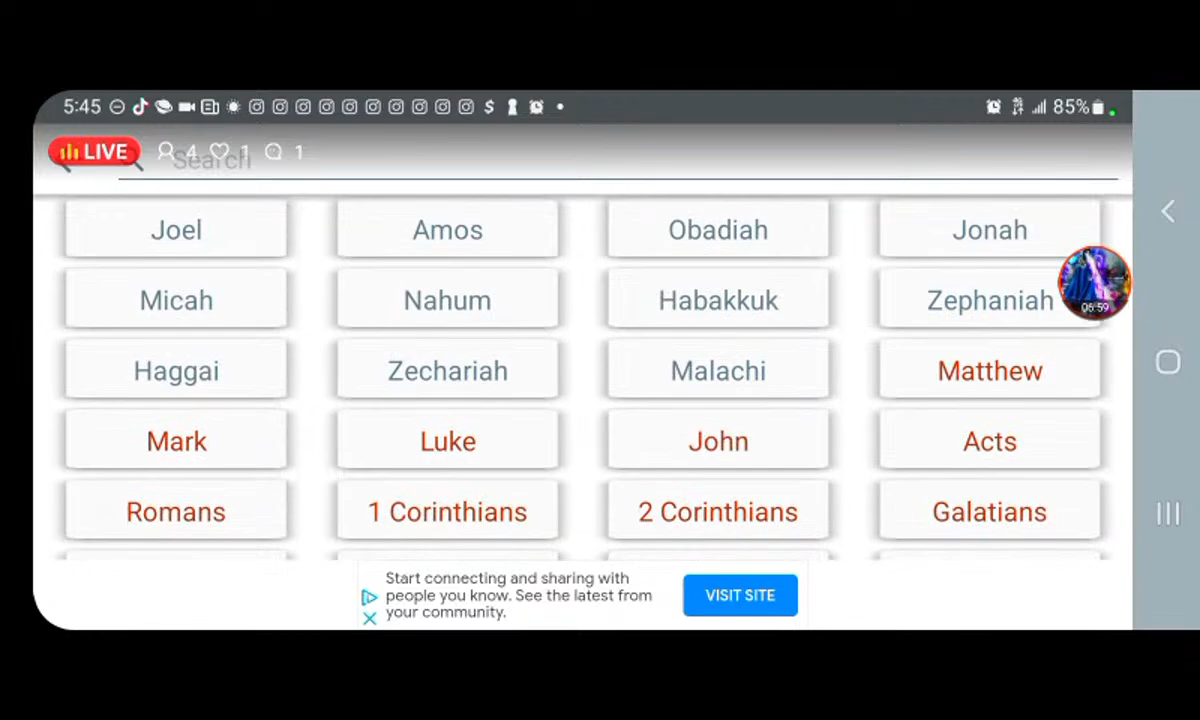 5:45 $ 85%
LIVE 4 1 1
Search
Joel Amos Obadiah Jonah
Micah Nahum Habakkuk Zephaniah
05:59
Haggai Zechariah Malachi Matthew
Mark Luke John Acts
Romans 1 Corinthians 2 Corinthians Galatians
Start connecting and sharing with
people you know. See the latest from
your community.
VISIT SITE